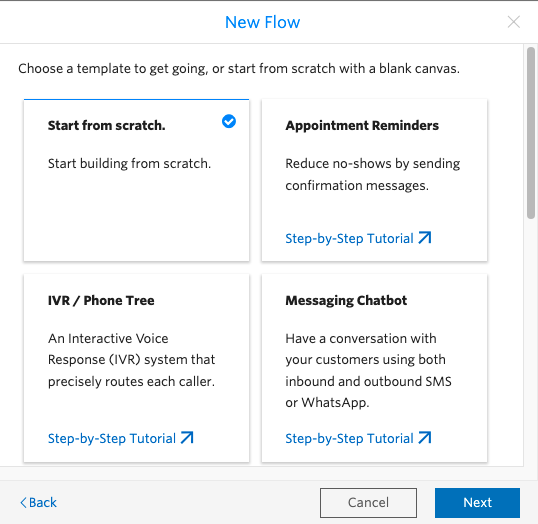 New Flow
Choose a template to get going, or start from scratch with a blank canvas.
Start from scratch.
Start building from scratch.
Appointment Reminders
Reduce no-shows by sending
confirmation messages.
Step-by-Step Tutorial
IVR / Phone Tree
An Interactive Voice
Response (IVR) system that
precisely routes each caller.
Step-by-Step Tutorial
Messaging Chatbot
Have a conversation with
your customers using both
inbound and outbound SMS
or WhatsApp.
Step-by-Step Tutorial
Back
Cancel
Next